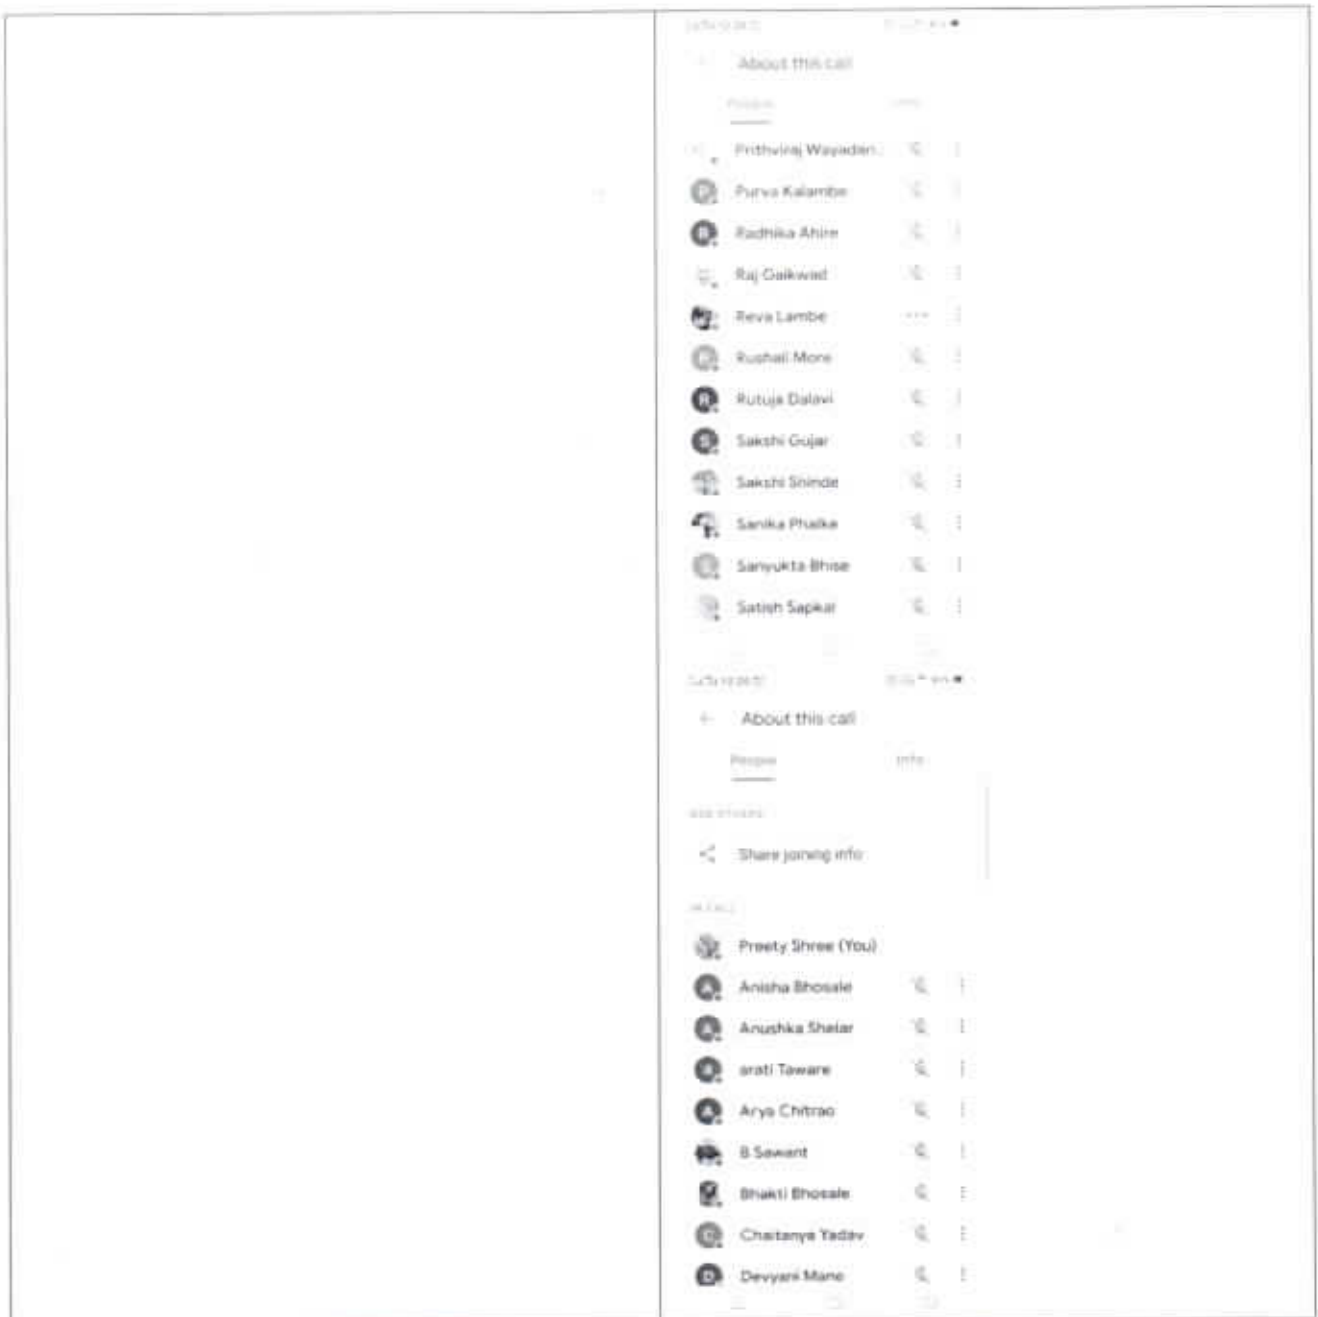 About this call
People
Prithviraj Wayadan..
Purva Kalambe
Radhika Ahire
Raj Gaikwad
Reva Lambe
Rushali More
Rutuja Dalavi
Sakshi Gujar
Sakshi Shinde
Sanika Phalke
Sanyukta Bhise
Satish Sapkal
About this call
People Info
Share joining info
Preety Shree (You)
Anisha Bhosale
Anushka Shelar
arati Taware
Arya Chitrao
B Sawant
Bhakti Bhosale
Chaitanya Yadav
Devyani Mane